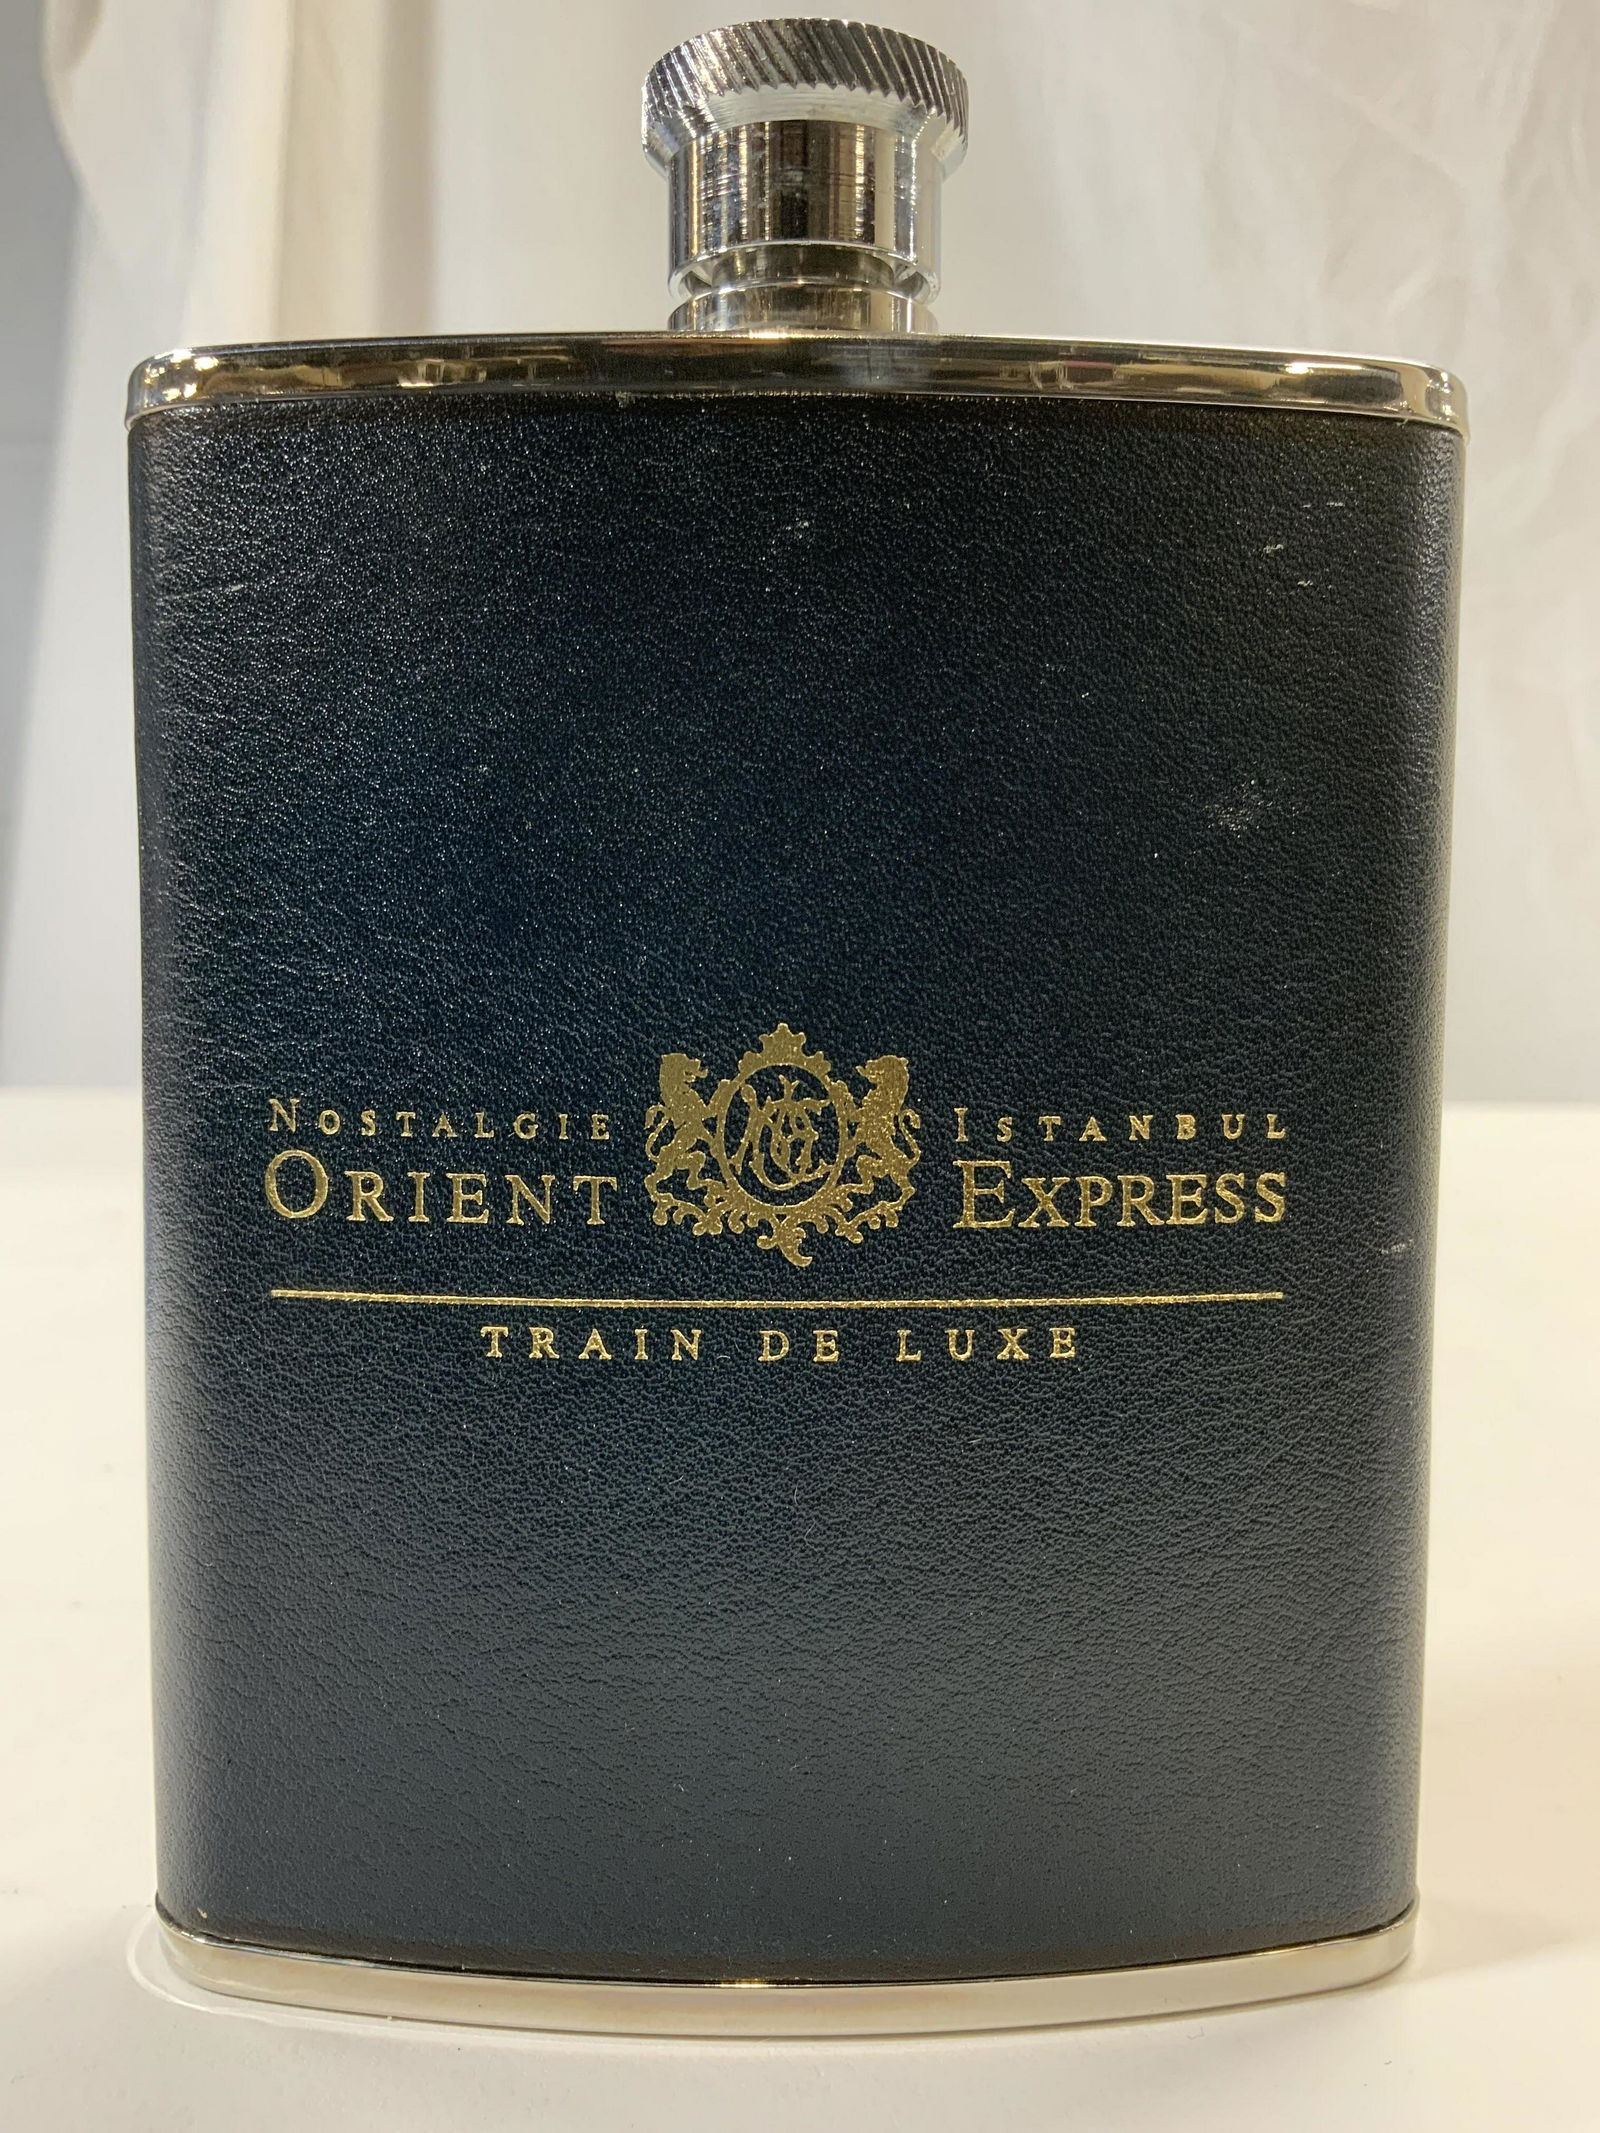 NOSTALGIE ISTANBUL
ORIENT EXPRESS
TRAIN DE LUXE